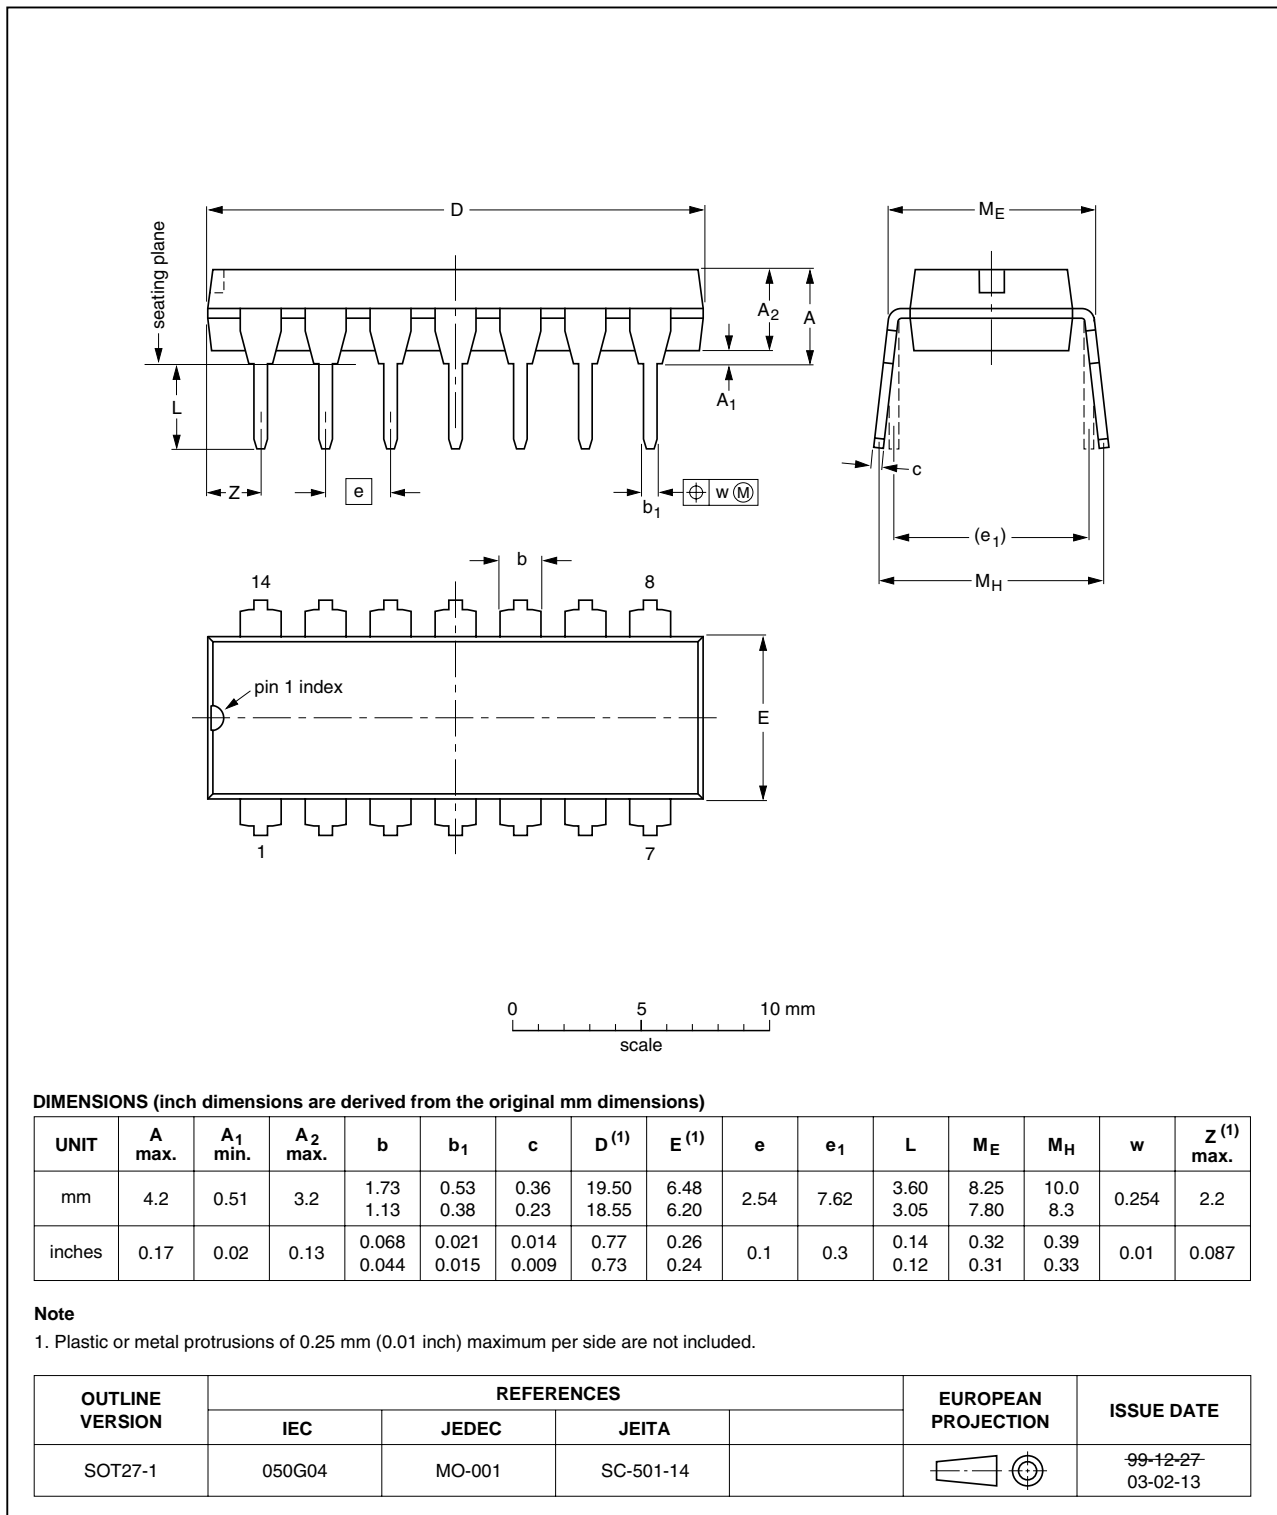 D
ME
seating plane
A2
A
A1
L
c
Z
e
b1
w M
(e1)
MH
b
14
8
pin 1 index
E
1
7
0
5
10 mm
scale
DIMENSIONS (inch dimensions are derived from the original mm dimensions)
UNIT A max. A1 min. A2 max. b b1 c D(1) E(1) e e1 L ME MH w Z(1) max.
mm 4.2 0.51 3.2 1.73 1.13 0.53 0.38 0.36 0.23 19.50 18.55 6.48 6.20 2.54 7.62 3.60 3.05 8.25 7.80 10.0 8.3 0.254 2.2
inches 0.17 0.02 0.13 0.068 0.044 0.021 0.015 0.014 0.009 0.77 0.73 0.26 0.24 0.1 0.3 0.14 0.12 0.32 0.31 0.39 0.33 0.01 0.087
Note
1. Plastic or metal protrusions of 0.25 mm (0.01 inch) maximum per side are not included.
OUTLINE VERSION REFERENCES EUROPEAN PROJECTION ISSUE DATE
IEC JEDEC JEITA
SOT27-1 050G04 MO-001 SC-501-14 99-12-27
03-02-13